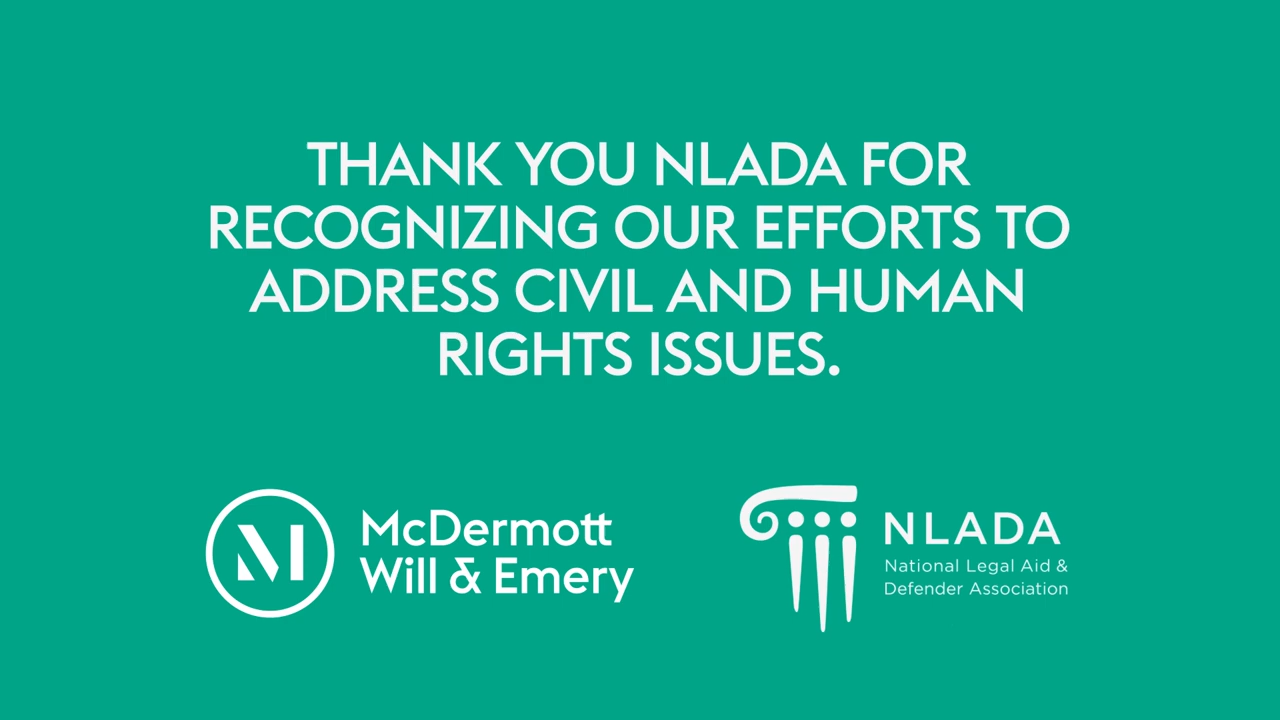 THANK YOU NLADA FOR
RECOGNIZING OUR EFFORTS TO
ADDRESS CIVIL AND HUMAN
RIGHTS ISSUES.
M
McDermott
Will & Emery
NLADA
National Legal Aid &
Defender Association